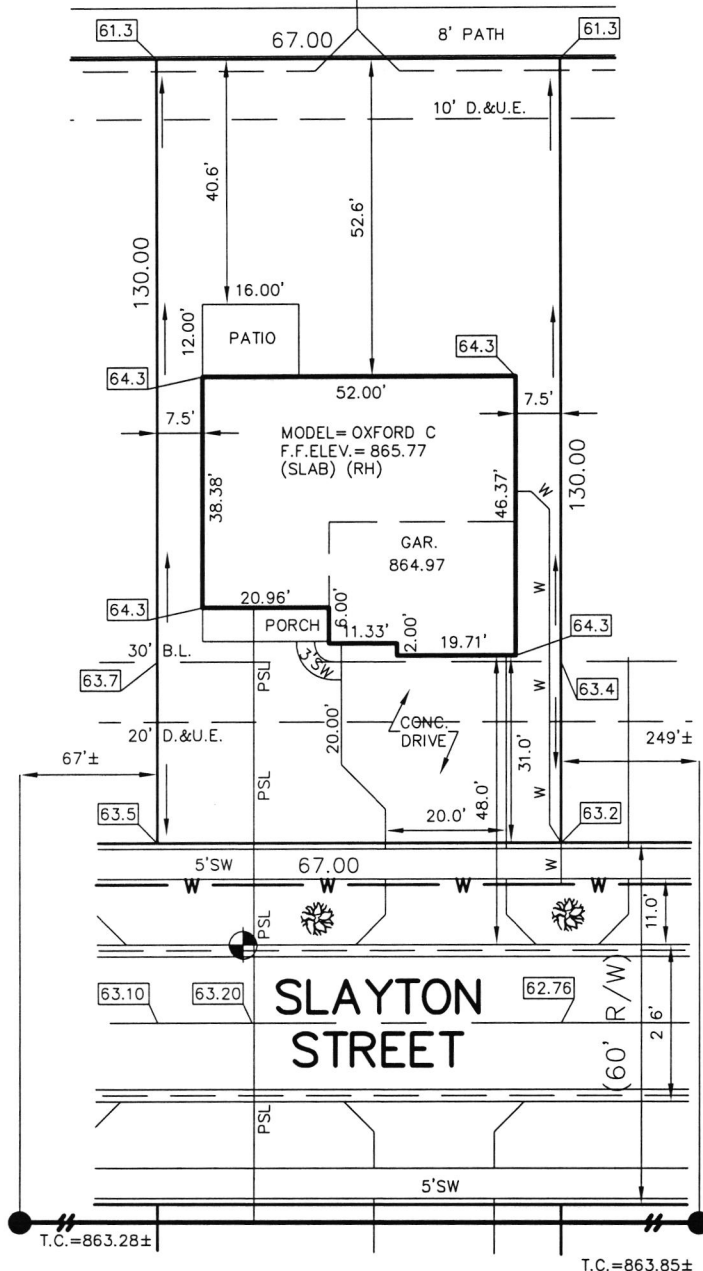 61.3
67.00
8' PATH
61.3
10' D.&U.E.
40.6'
52.6'
130.00
16.00'
12.00'
PATIO
64.3
64.3
52.00'
7.5'
7.5'
MODEL= OXFORD C
F.F.ELEV.= 865.77
(SLAB) (RH)
38.38'
46.37'
130.00
W
GAR.
864.97
W
20.96'
6.00'
64.3
PORCH
11.33'
2.00'
19.71'
64.3
3'SW
30' B.L.
PSL
W
63.7
63.4
20' D.&U.E.
20.00'
CONC.
DRIVE
31.0'
48.0'
67'±
249'±
PSL
W
63.5
20.0'
63.2
5'SW
67.00
W
W
W
W
W
11.0'
PSL
63.10
63.20
SLAYTON
STREET
62.76
(60' R/W)
26'
PSL
5'SW
T.C.=863.28±
T.C.=863.85±